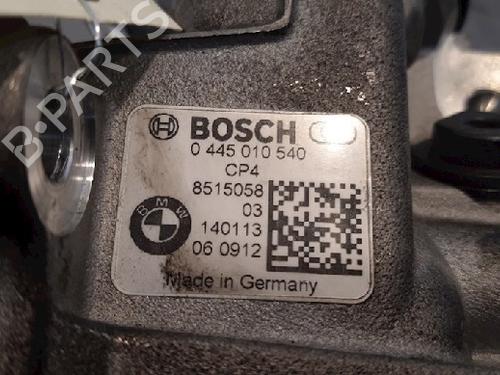 B-PARTS
BOSCH
0 445 010 540
CP4
8515058
03
BMW
140113
06 0912
Made in Germany